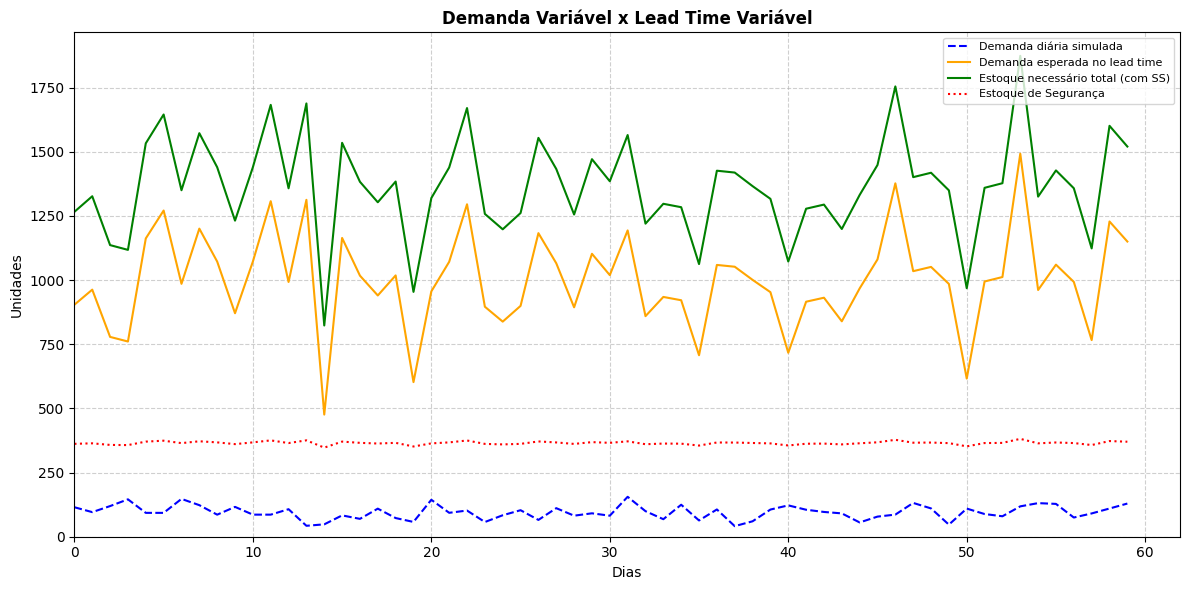 Demanda Variável x Lead Time Variável
Demanda diária simulada
Demanda esperada no lead time
Estoque necessário total (com SS)
Estoque de Segurança
Unidades
1750
1500
1250
1000
750
500
250
0
0 10 20 30 40 50 60
Dias